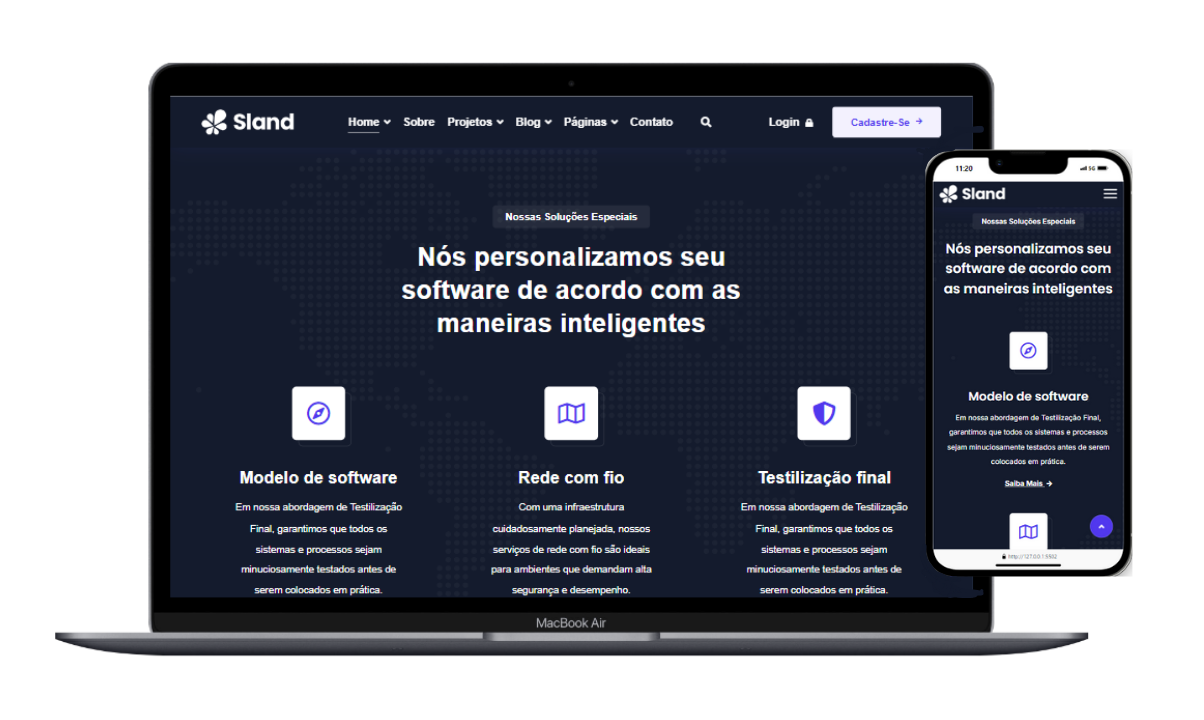 Sland Home Sobre Projetos Blog Páginas Contato Login Cadastre-Se →
Nossas Soluções Especiais
Nós personalizamos seu
software de acordo com as
maneiras inteligentes
Modelo de software
Em nossa abordagem de Testilização
Final, garantimos que todos os
sistemas e processos sejam
minuciosamente testados antes de
serem colocados em prática.
Rede com fio
Com uma infraestrutura
cuidadosamente planejada, nossos
serviços de rede com fio são ideais
para ambientes que demandam alta
segurança e desempenho.
Testilização final
Em nossa abordagem de Testilização
Final, garantimos que todos os
sistemas e processos sejam
minuciosamente testados antes de
serem colocados em prática.
MacBook Air
11:20 5G
Sland
Nossas Soluções Especiais
Nós personalizamos seu
software de acordo com
as maneiras inteligentes
Modelo de software
Em nossa abordagem de Testilização Final,
garantimos que todos os sistemas e processos
sejam minuciosamente testados antes de serem
colocados em prática.
Saiba Mais →